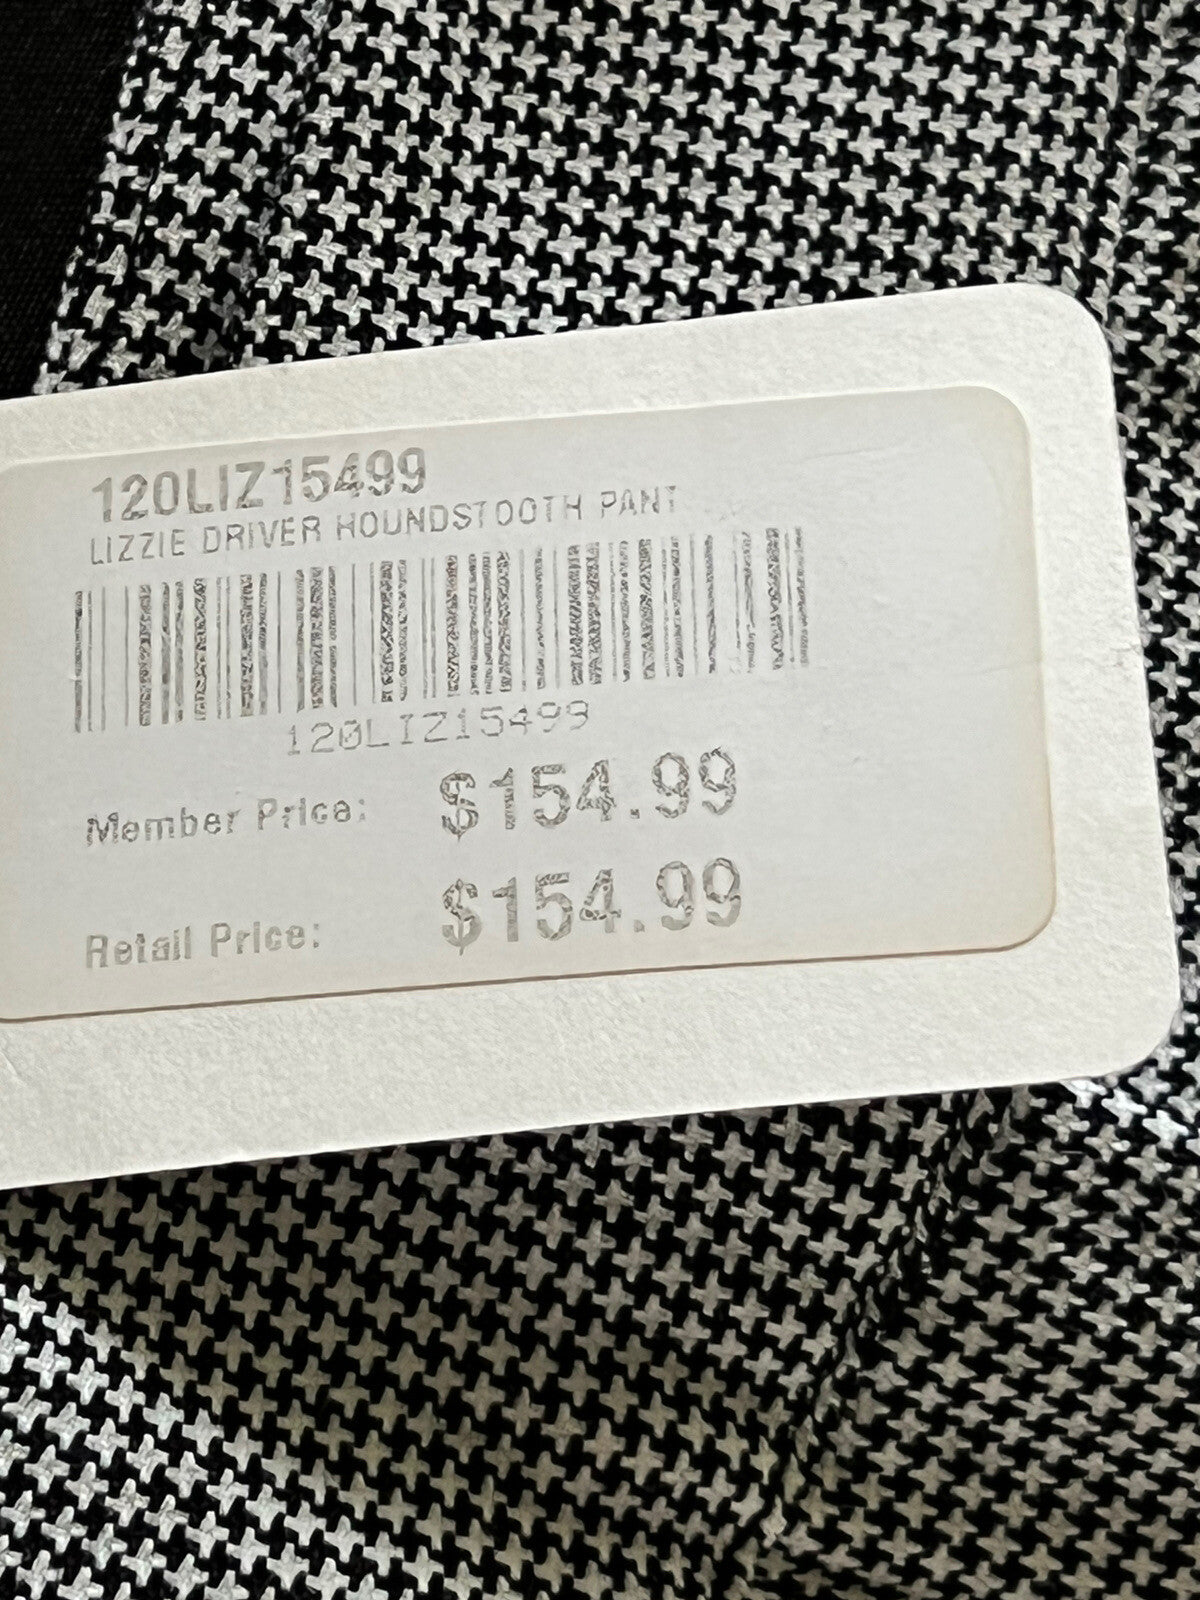 120LIZ15499
LIZZIE DRIVER HOUNDSTOOTH PANT
120LIZ15499
Member Price: $154.99
Retail Price: $154.99